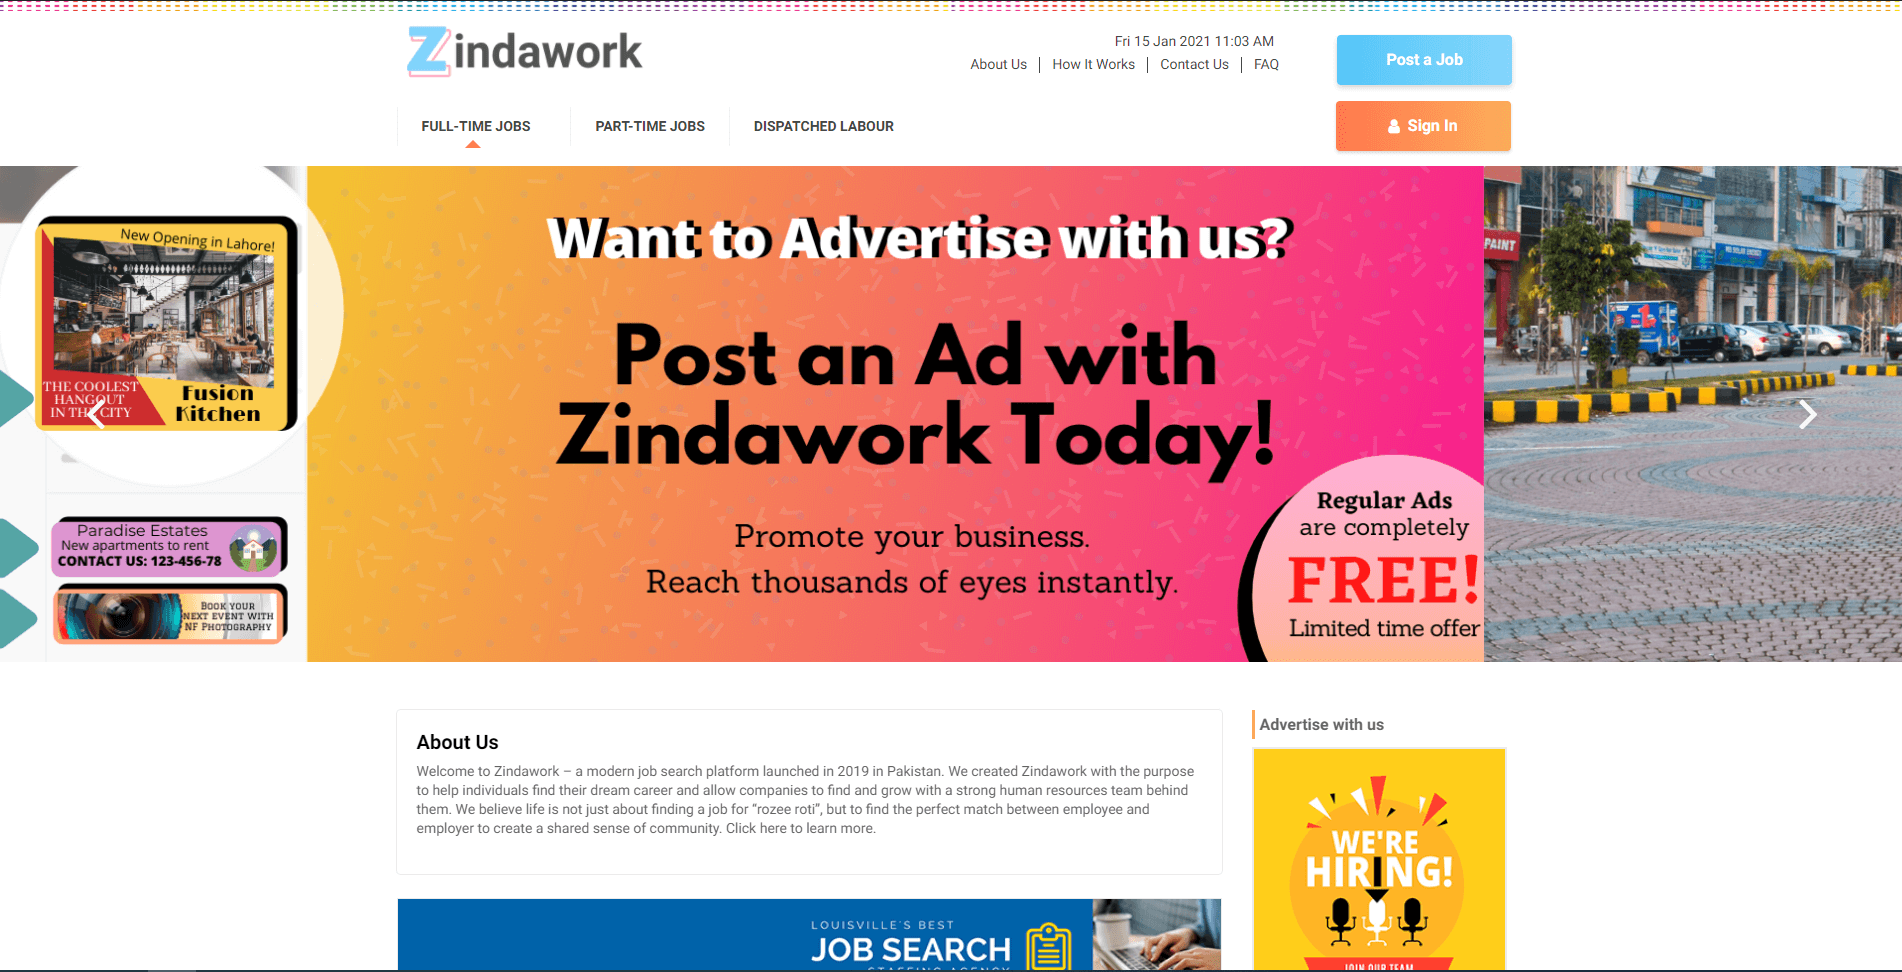 Zindawork
Fri 15 Jan 2021 11:03 AM
About Us
How It Works
Contact Us
FAQ
Post a Job
Sign In
FULL-TIME JOBS
PART-TIME JOBS
DISPATCHED LABOUR
New Opening in Lahore!
THE COOLEST
HANGOUT
IN THE CITY
Fusion
Kitchen
Paradise Estates
New apartments to rent
CONTACT US: 123-456-78
BOOK YOUR
NEXT EVENT WITH
NF PHOTOGRAPHY
Want to Advertise with us?
Post an Ad with
Zindawork Today!
Promote your business.
Reach thousands of eyes instantly.
Regular Ads
are completely
FREE!
Limited time offer
PAINT
About Us
Welcome to Zindawork – a modern job search platform launched in 2019 in Pakistan. We created Zindawork with the purpose
to help individuals find their dream career and allow companies to find and grow with a strong human resources team behind
them. We believe life is not just about finding a job for “rozee roti”, but to find the perfect match between employee and
employer to create a shared sense of community. Click here to learn more.
Advertise with us
WE'RE
HIRING!
JOIN OUR TEAM
LOUISVILLE'S BEST
JOB SEARCH
STAFFING AGENCY